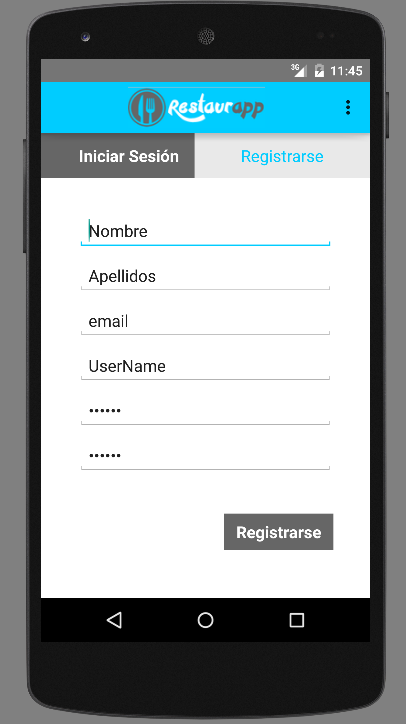 3G 11:45
Restaurapp
Iniciar Sesión Registrarse
Nombre
Apellidos
email
UserName
••••••
••••••
Registrarse